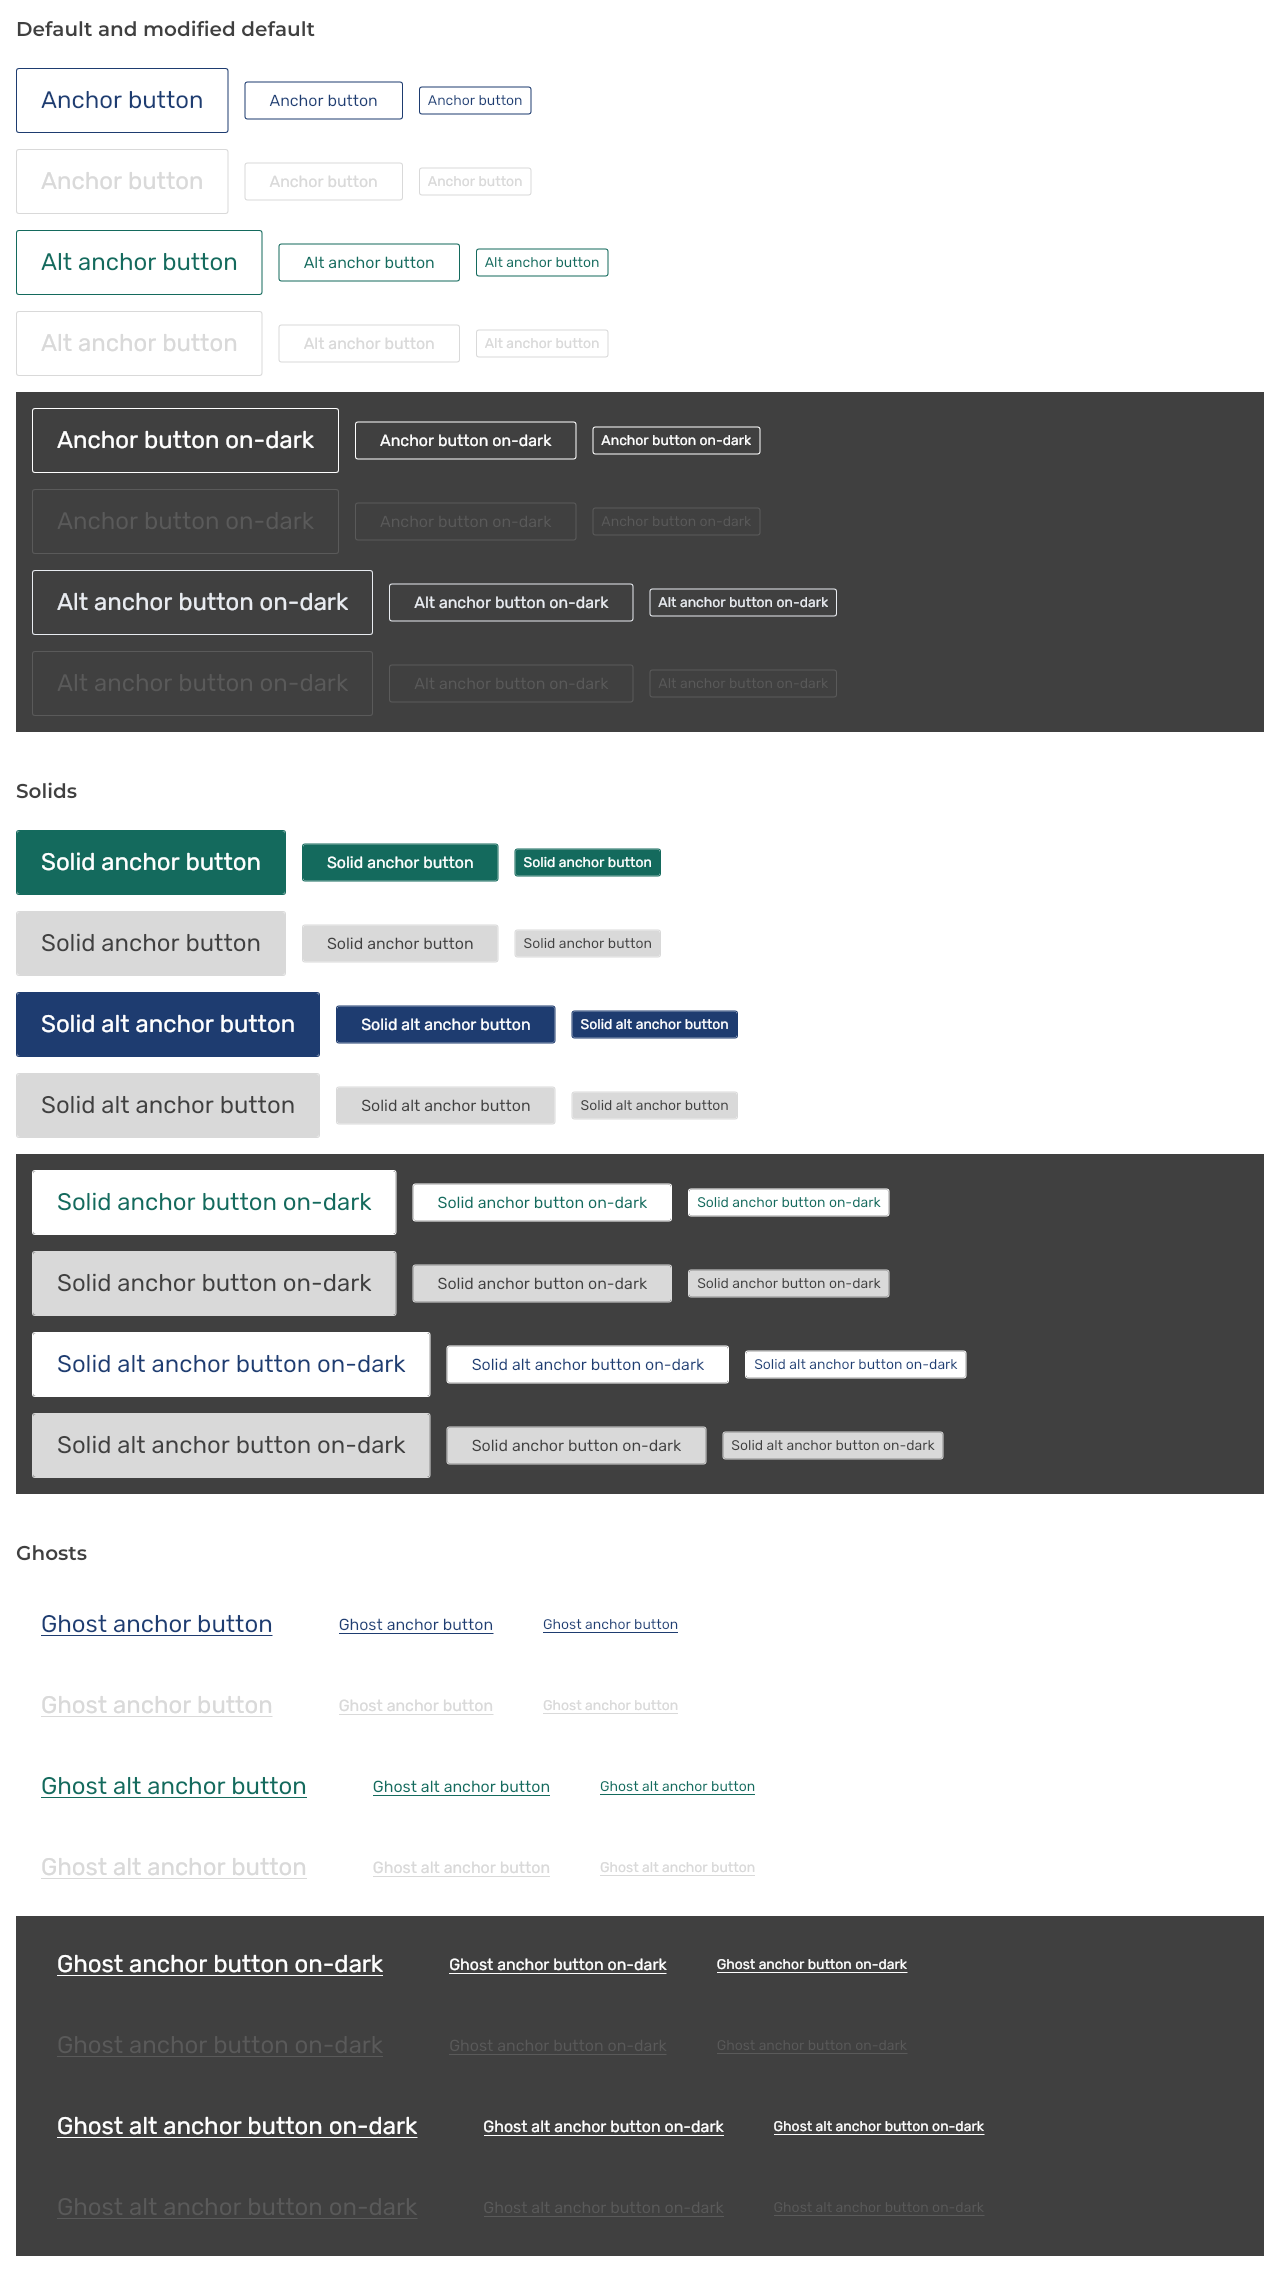 Default and modified default
Anchor button Anchor button Anchor button
Anchor button Anchor button Anchor button
Alt anchor button Alt anchor button Alt anchor button
Alt anchor button Alt anchor button Alt anchor button
Anchor button on-dark Anchor button on-dark Anchor button on-dark
Anchor button on-dark Anchor button on-dark Anchor button on-dark
Alt anchor button on-dark Alt anchor button on-dark Alt anchor button on-dark
Alt anchor button on-dark Alt anchor button on-dark Alt anchor button on-dark
Solids
Solid anchor button Solid anchor button Solid anchor button
Solid anchor button Solid anchor button Solid anchor button
Solid alt anchor button Solid alt anchor button Solid alt anchor button
Solid alt anchor button Solid alt anchor button Solid alt anchor button
Solid anchor button on-dark Solid anchor button on-dark Solid anchor button on-dark
Solid anchor button on-dark Solid anchor button on-dark Solid anchor button on-dark
Solid alt anchor button on-dark Solid alt anchor button on-dark Solid alt anchor button on-dark
Solid alt anchor button on-dark Solid anchor button on-dark Solid alt anchor button on-dark
Ghosts
Ghost anchor button Ghost anchor button Ghost anchor button
Ghost anchor button Ghost anchor button Ghost anchor button
Ghost alt anchor button Ghost alt anchor button Ghost alt anchor button
Ghost alt anchor button Ghost alt anchor button Ghost alt anchor button
Ghost anchor button on-dark Ghost anchor button on-dark Ghost anchor button on-dark
Ghost anchor button on-dark Ghost anchor button on-dark Ghost anchor button on-dark
Ghost alt anchor button on-dark Ghost alt anchor button on-dark Ghost alt anchor button on-dark
Ghost alt anchor button on-dark Ghost alt anchor button on-dark Ghost alt anchor button on-dark